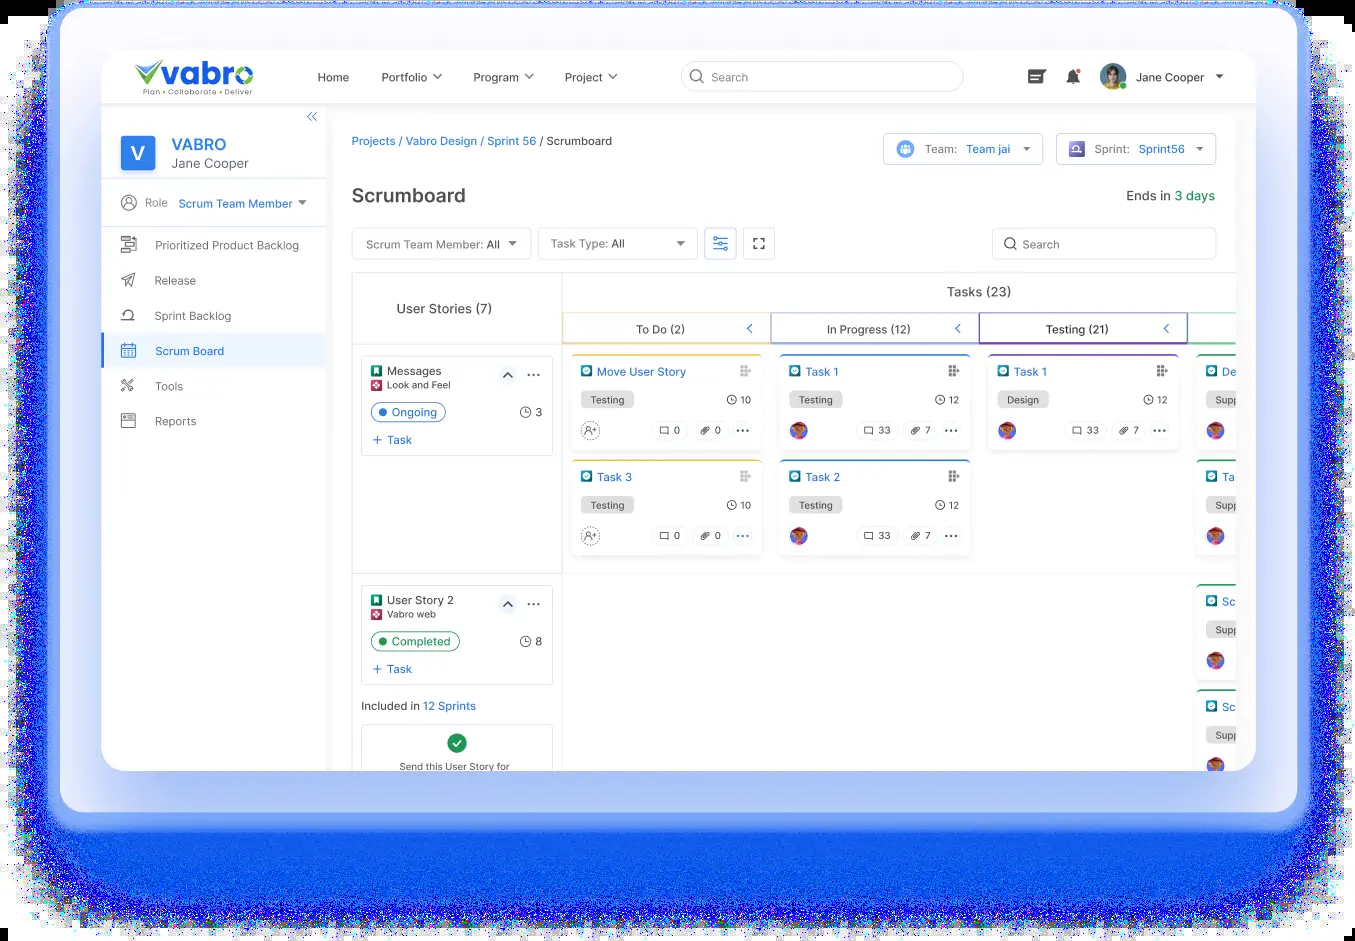 vabro
Plan • Collaborate • Deliver
Home
Portfolio
Program
Project
Search
Jane Cooper
V
VABRO
Jane Cooper
Role Scrum Team Member
Prioritized Product Backlog
Release
Sprint Backlog
Scrum Board
Tools
Reports
Projects / Vabro Design / Sprint 56 / Scrumboard
Team: Team jai
Sprint: Sprint56
Scrumboard
Ends in 3 days
Scrum Team Member: All
Task Type: All
Search
User Stories (7)
Tasks (23)
To Do (2)
In Progress (12)
Testing (21)
Messages
Look and Feel
Ongoing
3
+ Task
Move User Story
Testing
10
0
0
Task 1
Testing
12
33
7
Task 1
Design
12
33
7
De
Supp
Task 3
Testing
10
0
0
Task 2
Testing
12
33
7
Ta
Supp
User Story 2
Vabro web
Completed
8
+ Task
Included in 12 Sprints
Send this User Story for
Sc
Supp
Sc
Supp